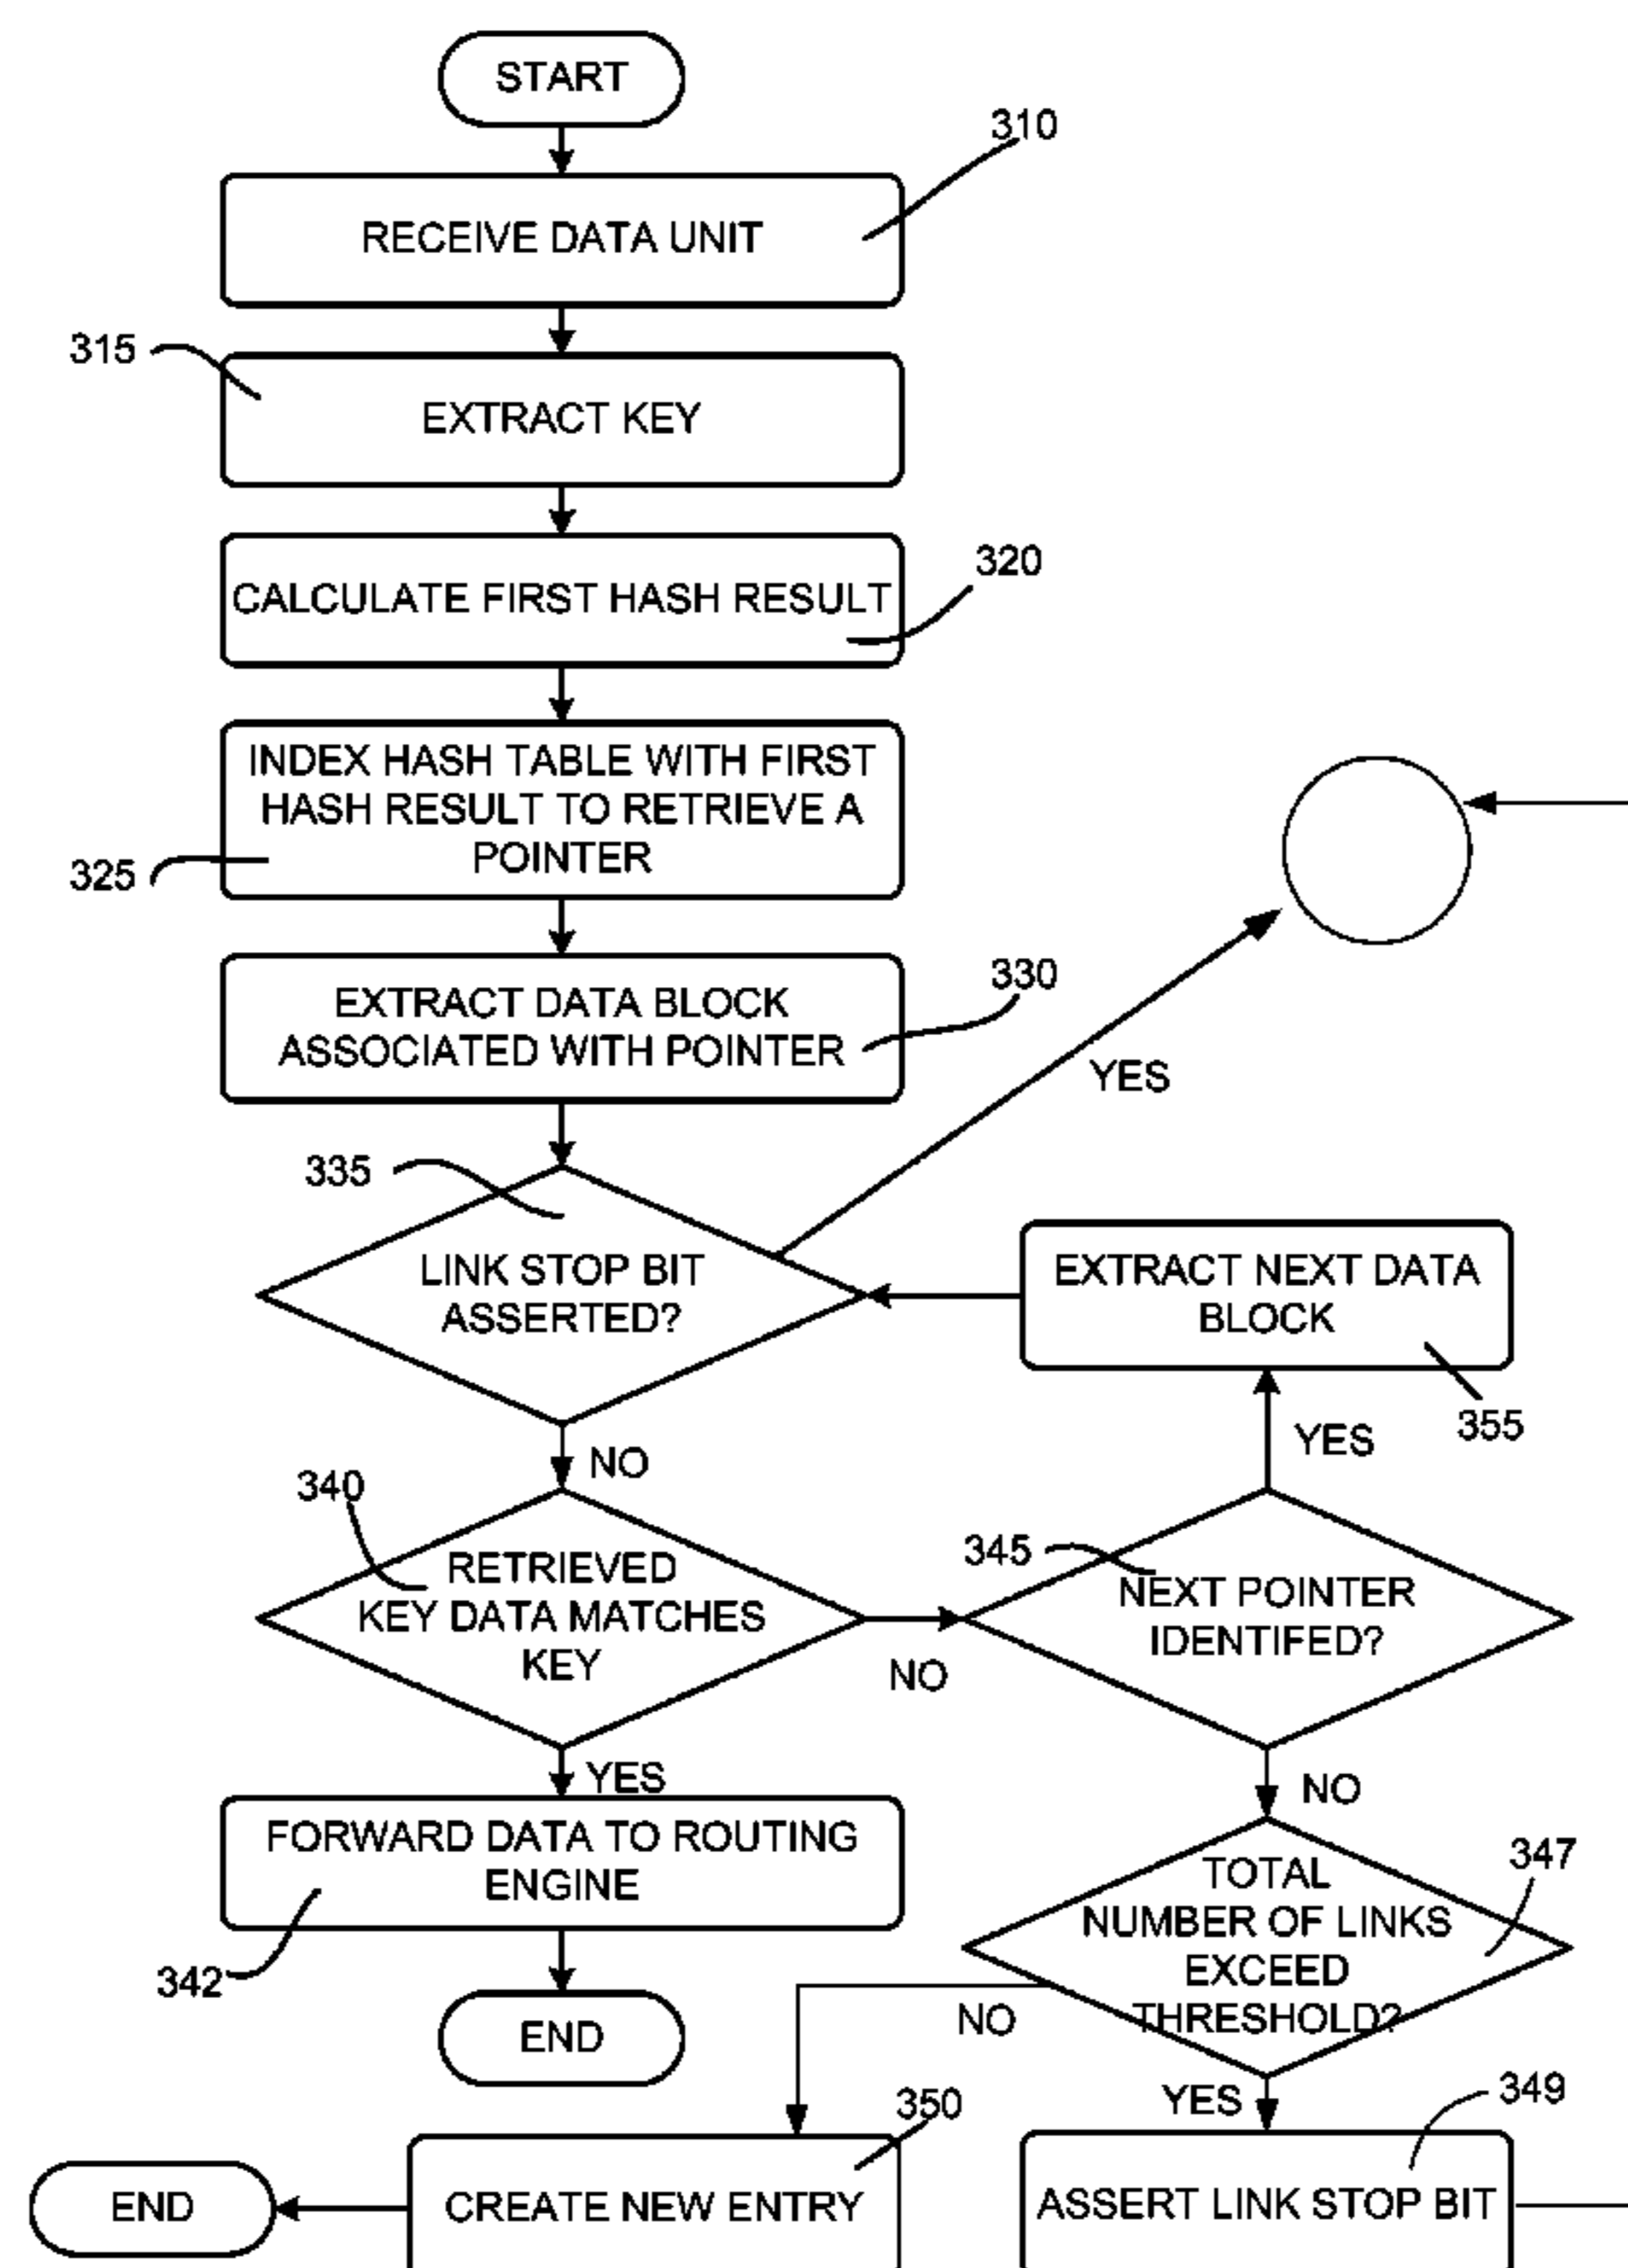 START
310
RECEIVE DATA UNIT
315
EXTRACT KEY
320
CALCULATE FIRST HASH RESULT
INDEX HASH TABLE WITH FIRST
HASH RESULT TO RETRIEVE A
POINTER
325
330
EXTRACT DATA BLOCK
ASSOCIATED WITH POINTER
YES
335
LINK STOP BIT
ASSERTED?
EXTRACT NEXT DATA
BLOCK
355
YES
NO
340
RETRIEVED
KEY DATA MATCHES
KEY
NO
345
NEXT POINTER
IDENTIFED?
YES
NO
FORWARD DATA TO ROUTING
ENGINE
342
END
347
TOTAL
NUMBER OF LINKS
EXCEED
THRESHOLD?
NO
YES
349
350
END
CREATE NEW ENTRY
ASSERT LINK STOP BIT